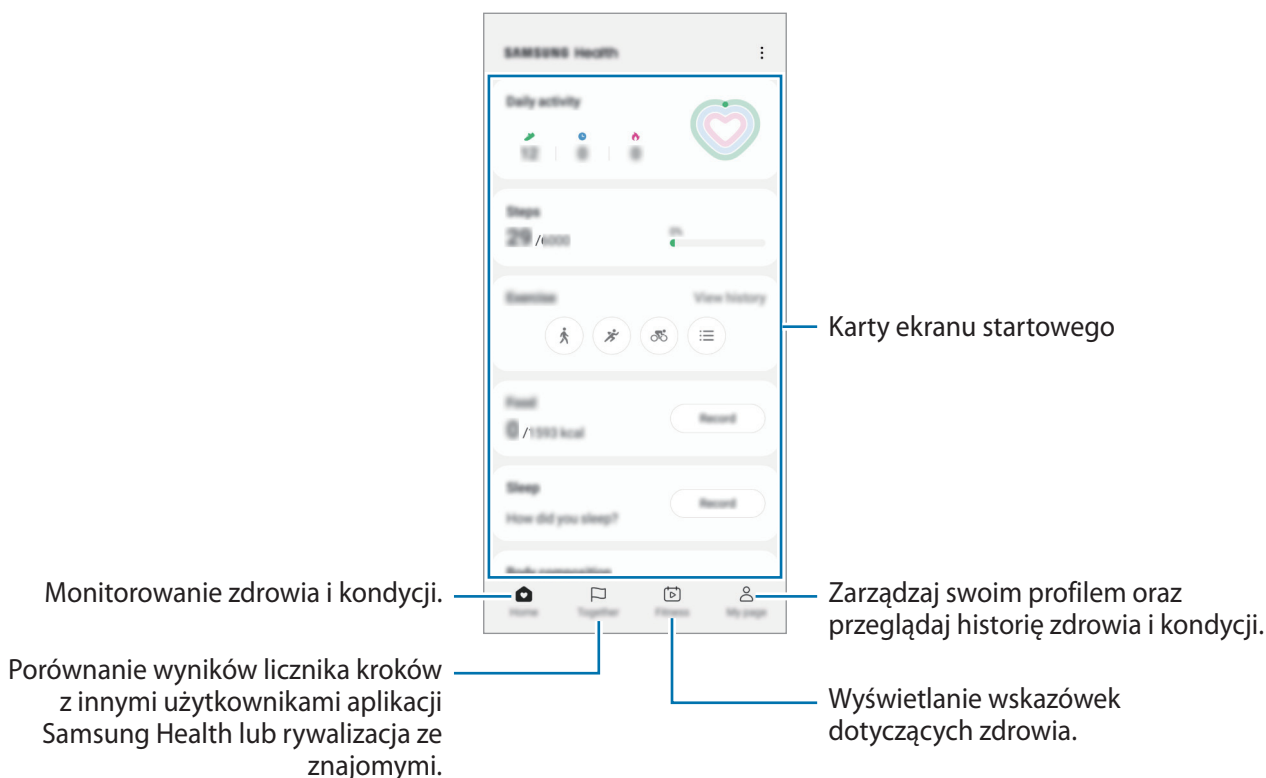 SAMSUNG Health
Daily activity
12 0 0
Steps
29 /6000
0%
Exercise View history
Food
0 /1593 kcal
Record
Sleep
How did you sleep?
Record
Body composition
Home Together Fitness My page
Karty ekranu startowego
Monitorowanie zdrowia i kondycji.
Porównanie wyników licznika kroków
z innymi użytkownikami aplikacji
Samsung Health lub rywalizacja ze
znajomymi.
Zarządzaj swoim profilem oraz
przeglądaj historię zdrowia i kondycji.
Wyświetlanie wskazówek
dotyczących zdrowia.